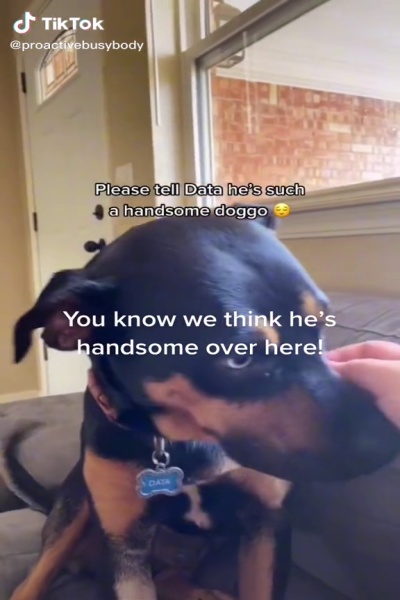 TikTok
@proactivebusybody
Please tell Data he's such
a handsome doggo 😔
You know we think he's
handsome over here!
DATA